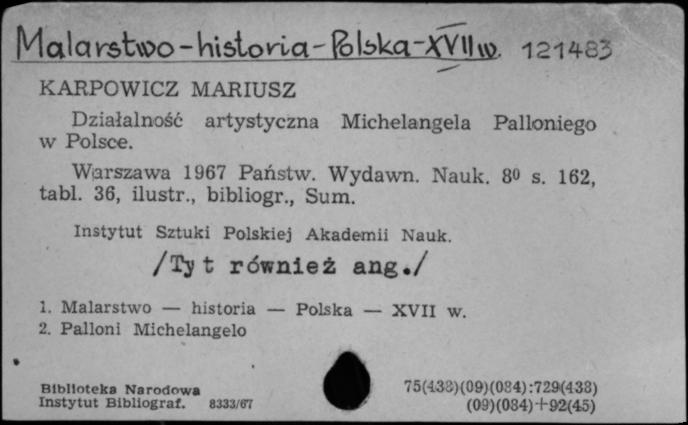 Malarstwo-historia-Polska-XVII w. 121483
KARPOWICZ MARIUSZ
Działalność artystyczna Michelangela Palloniego
w Polsce.
Warszawa 1967 Państw. Wydawn. Nauk. 8⁰ s. 162,
tabl. 36, ilustr., bibliogr., Sum.
Instytut Sztuki Polskiej Akademii Nauk.
/Tyt również ang./
1. Malarstwo — historia — Polska — XVII w.
2. Palloni Michelangelo
Biblioteka Narodowa 75(438)(09)(084):729(438)
Instytut Bibliograf. 8333/67 (09)(084)+92(45)